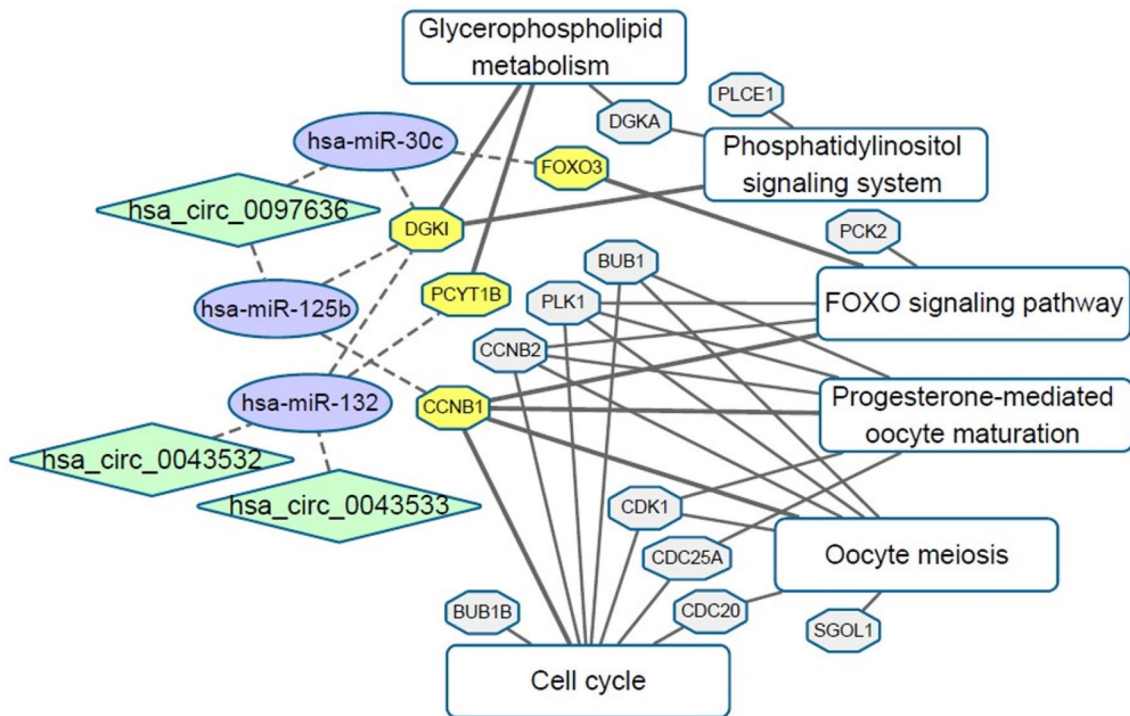 Glycerophospholipid
metabolism
PLCE1
DGKA
hsa-miR-30c
FOXO3
Phosphatidylinositol
signaling system
hsa_circ_0097636
DGKI
PCK2
BUB1
PCYT1B
PLK1
hsa-miR-125b
FOXO signaling pathway
CCNB2
hsa-miR-132
CCNB1
Progesterone-mediated
oocyte maturation
hsa_circ_0043532
hsa_circ_0043533
CDK1
CDC25A
Oocyte meiosis
BUB1B
CDC20
SGOL1
Cell cycle